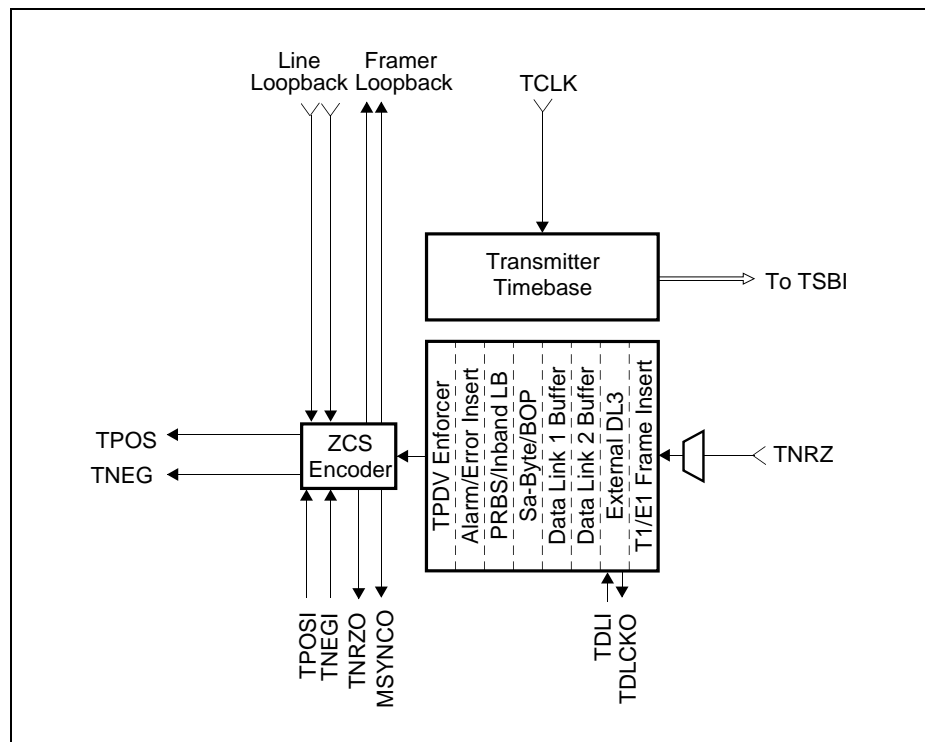 Line
Loopback
Framer
Loopback
TCLK
Transmitter
Timebase
To TSBI
TPOS
TNEG
ZCS
Encoder
TPDV Enforcer
Alarm/Error Insert
PRBS/Inband LB
Sa-Byte/BOP
Data Link 1 Buffer
Data Link 2 Buffer
External DL3
T1/E1 Frame Insert
TNRZ
TPOSI
TNEGI
TNRZO
MSYNCO
TDLI
TDLCKO